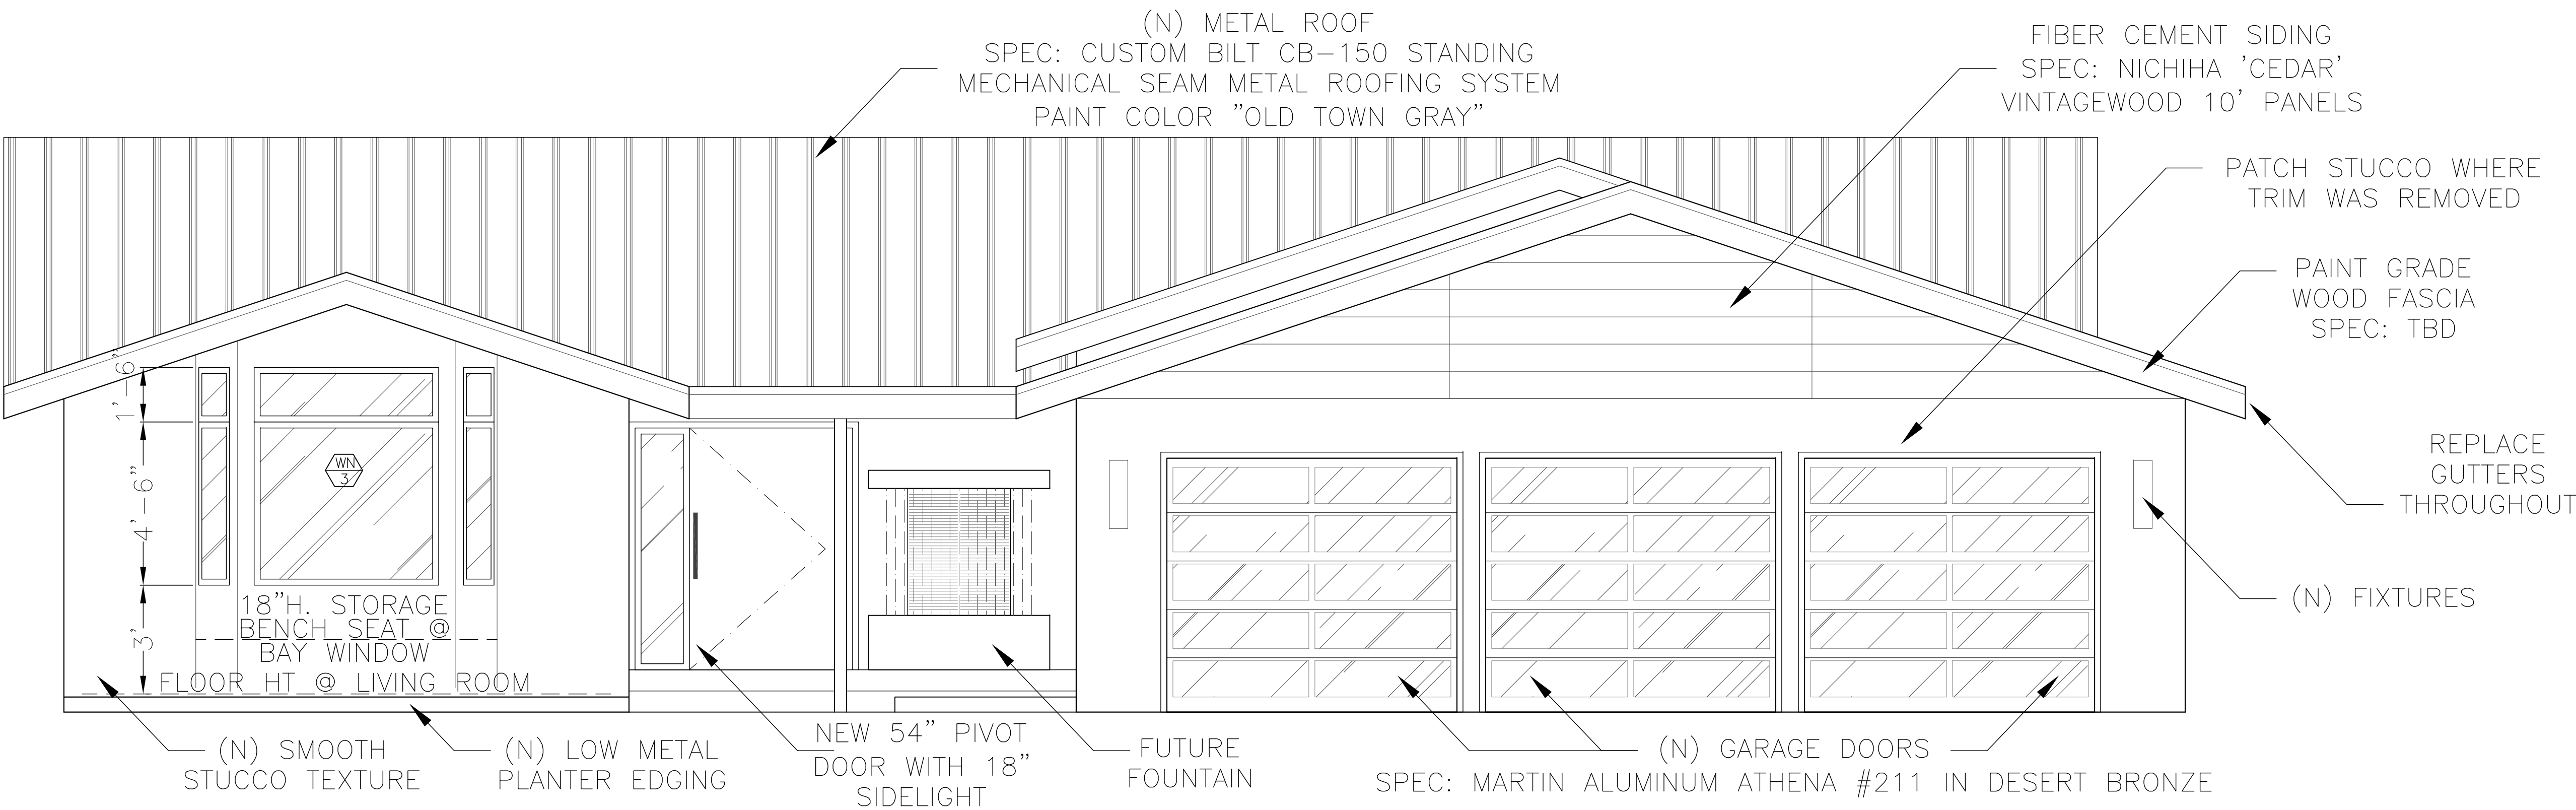 (N) METAL ROOF
SPEC: CUSTOM BILT CB-150 STANDING
MECHANICAL SEAM METAL ROOFING SYSTEM
PAINT COLOR "OLD TOWN GRAY"
FIBER CEMENT SIDING
SPEC: NICHIHA 'CEDAR'
VINTAGEWOOD 10' PANELS
PATCH STUCCO WHERE
TRIM WAS REMOVED
PAINT GRADE
WOOD FASCIA
SPEC: TBD
REPLACE
GUTTERS
THROUGHOUT
(N) FIXTURES
1'-6"
4'-6"
3'
WN
3
18"H. STORAGE
BENCH SEAT @
BAY WINDOW
FLOOR HT @ LIVING ROOM
(N) SMOOTH
STUCCO TEXTURE
(N) LOW METAL
PLANTER EDGING
NEW 54" PIVOT
DOOR WITH 18"
SIDELIGHT
FUTURE
FOUNTAIN
(N) GARAGE DOORS
SPEC: MARTIN ALUMINUM ATHENA #211 IN DESERT BRONZE